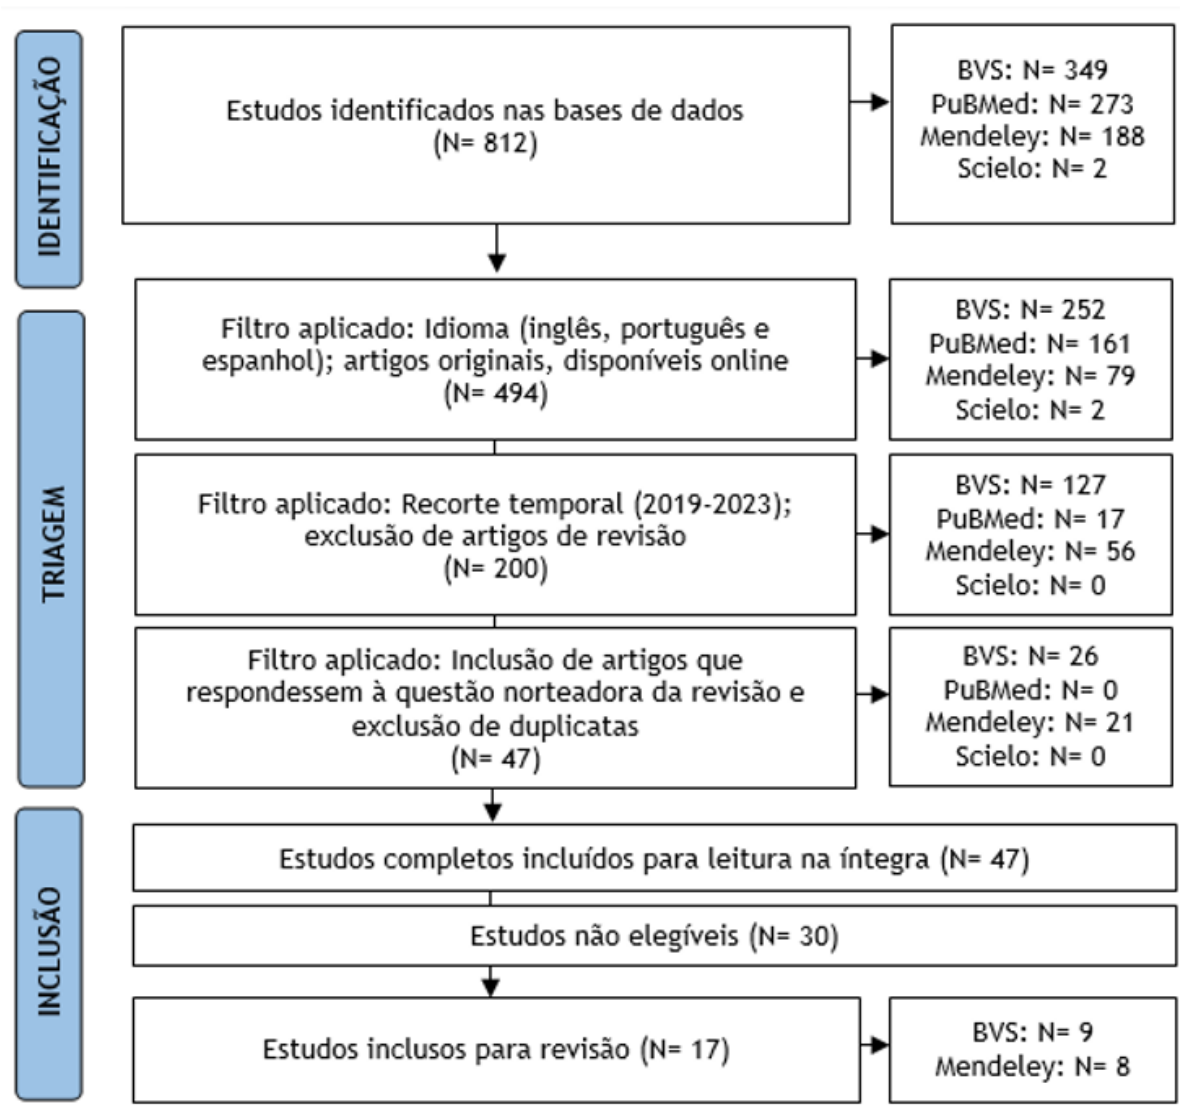 IDENTIFICAÇÃO
Estudos identificados nas bases de dados
(N= 812)
BVS: N= 349
PuBMed: N= 273
Mendeley: N= 188
Scielo: N= 2
TRIAGEM
Filtro aplicado: Idioma (inglês, português e
espanhol); artigos originais, disponíveis online
(N= 494)
BVS: N= 252
PuBMed: N= 161
Mendeley: N= 79
Scielo: N= 2
Filtro aplicado: Recorte temporal (2019-2023);
exclusão de artigos de revisão
(N= 200)
BVS: N= 127
PuBMed: N= 17
Mendeley: N= 56
Scielo: N= 0
Filtro aplicado: Inclusão de artigos que
respondessem à questão norteadora da revisão e
exclusão de duplicatas
(N= 47)
BVS: N= 26
PuBMed: N= 0
Mendeley: N= 21
Scielo: N= 0
INCLUSÃO
Estudos completos incluídos para leitura na íntegra (N= 47)
Estudos não elegíveis (N= 30)
Estudos inclusos para revisão (N= 17)
BVS: N= 9
Mendeley: N= 8